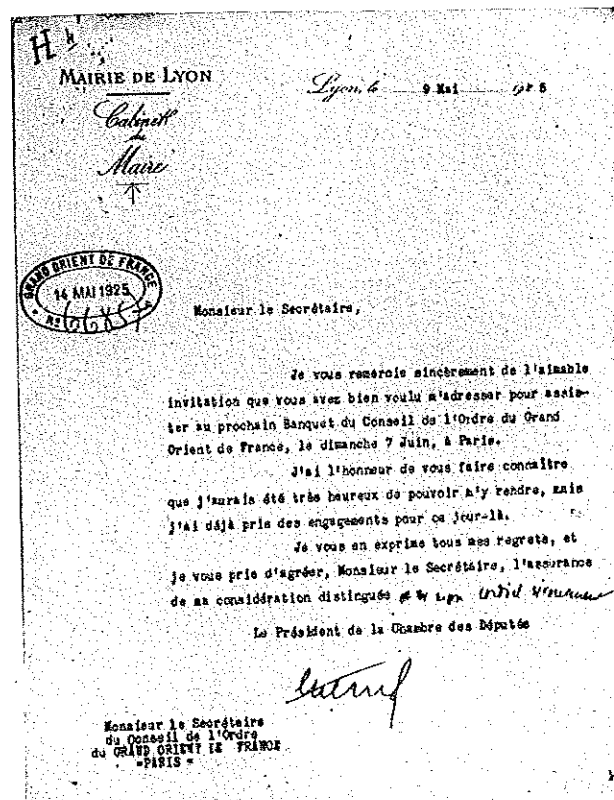 H
MAIRIE DE LYON
Cabinet
du
Maire
Lyon, le 9 Mai 1925
GRAND ORIENT DE FRANCE
14 MAI 1925
No
Monsieur le Secrétaire,
Je vous remercie sincèrement de l'aimable
invitation que vous avez bien voulu m'adresser pour assis-
ter au prochain Banquet du Conseil de l'Ordre du Grand
Orient de France, le dimanche 7 Juin, à Paris.
J'ai l'honneur de vous faire connaître
que j'aurais été très heureux de pouvoir m'y rendre, mais
j'ai déjà pris des engagements pour ce jour-là.
Je vous en exprime tous mes regrets, et
je vous prie d'agréer, Monsieur le Secrétaire, l'assurance
de ma considération distinguée
Le Président de la Chambre des Députés
Monsieur le Secrétaire
du Conseil de l'Ordre
du GRAND ORIENT DE FRANCE
=PARIS =